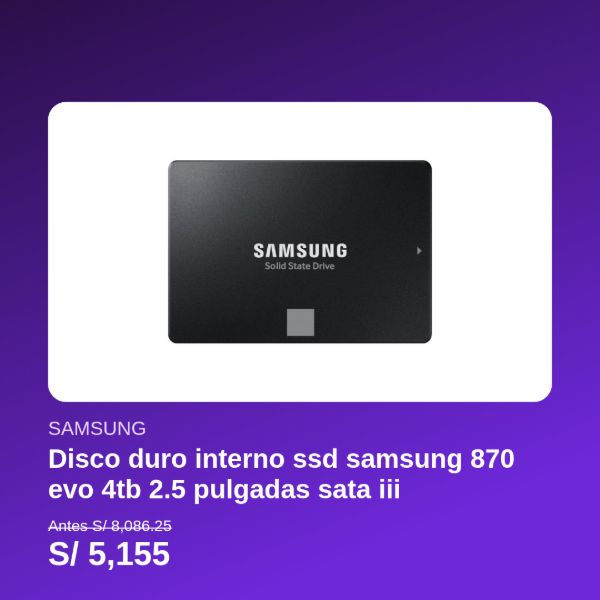 SAMSUNG
Solid State Drive
SAMSUNG
Disco duro interno ssd samsung 870
evo 4tb 2.5 pulgadas sata iii
Antes S/ 8,086.25
S/ 5,155